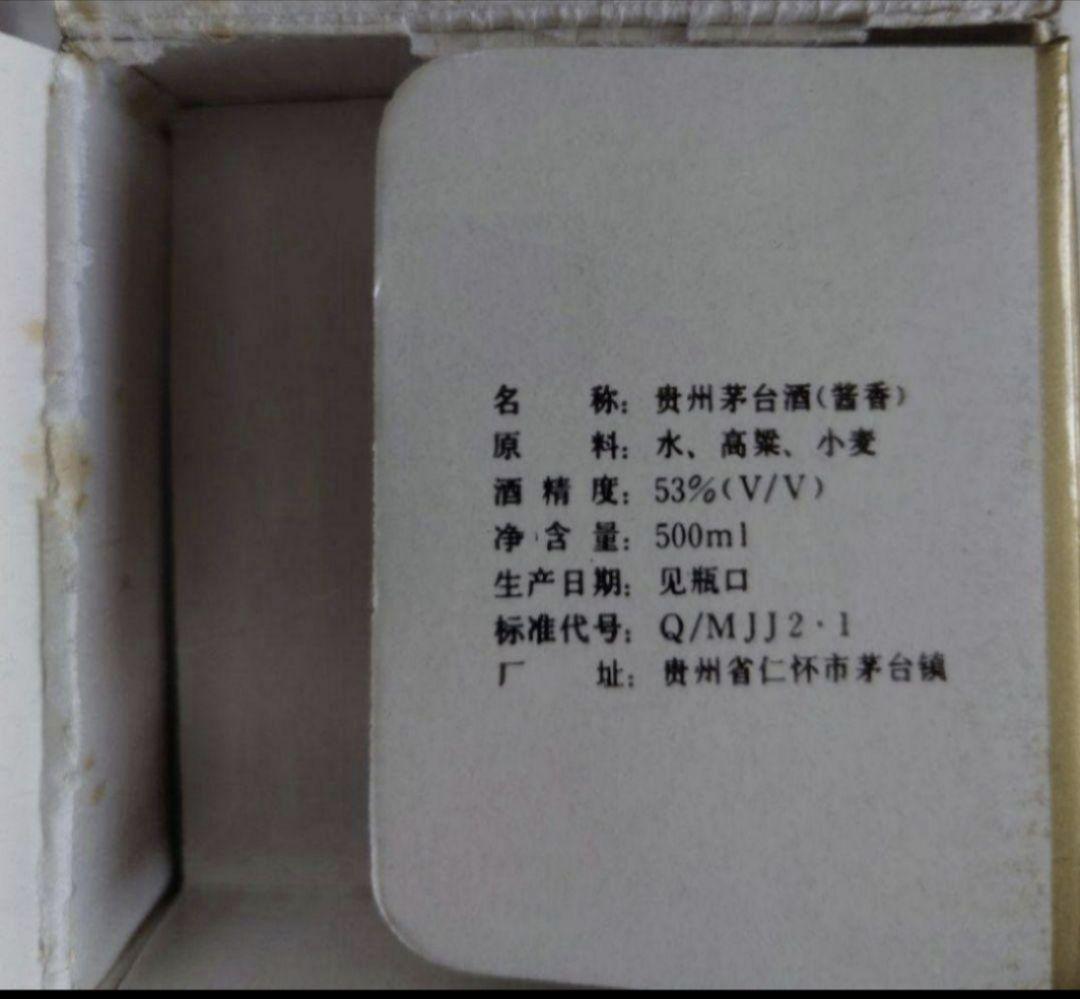 名称：贵州茅台酒(酱香)
原料：水、高粱、小麦
酒精度：53%(V/V)
净含量：500ml
生产日期：见瓶口
标准代号：Q/MJJ2·1
厂址：贵州省仁怀市茅台镇